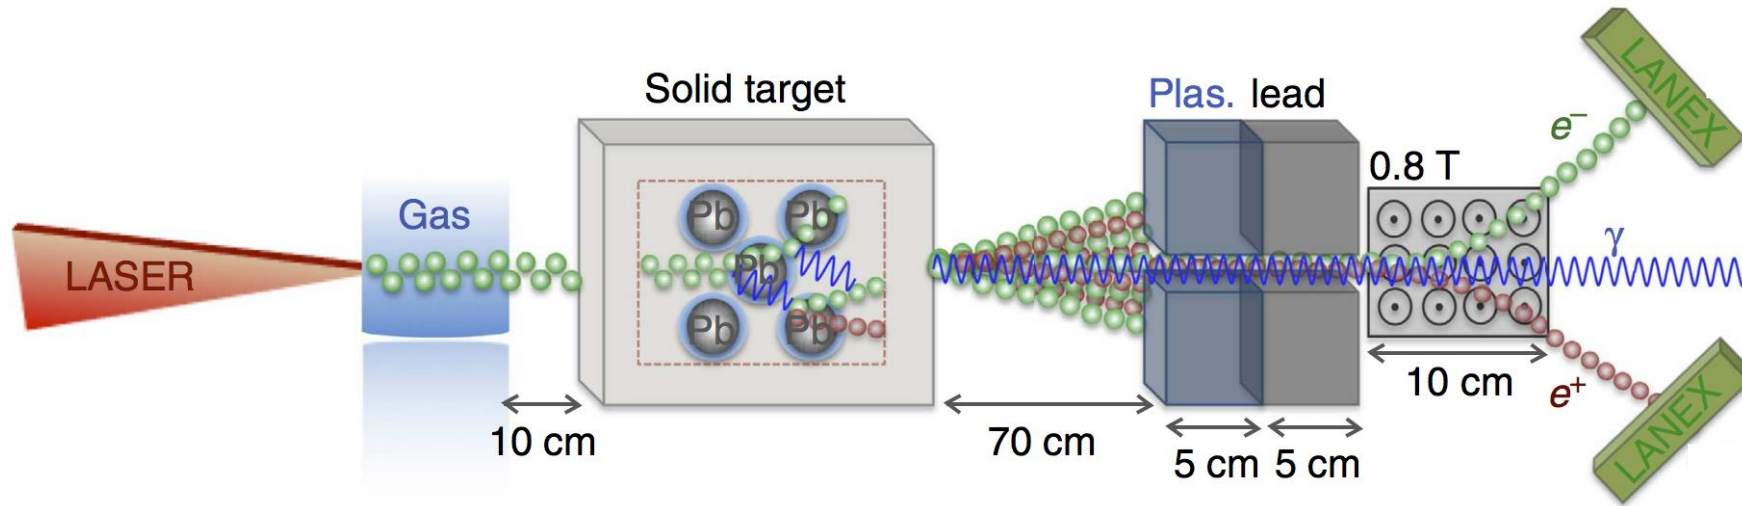 LASER
Gas
10 cm
Solid target
Pb Pb
Pb
Pb Pb
70 cm
Plas. lead
5 cm 5 cm
0.8 T
10 cm
e⁻
LANEX
γ
e⁺
LANEX